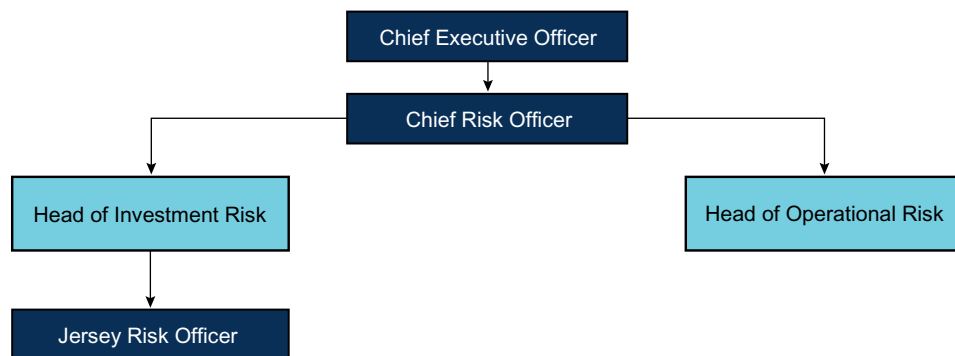 Chief Executive Officer
Chief Risk Officer
Head of Investment Risk
Head of Operational Risk
Jersey Risk Officer